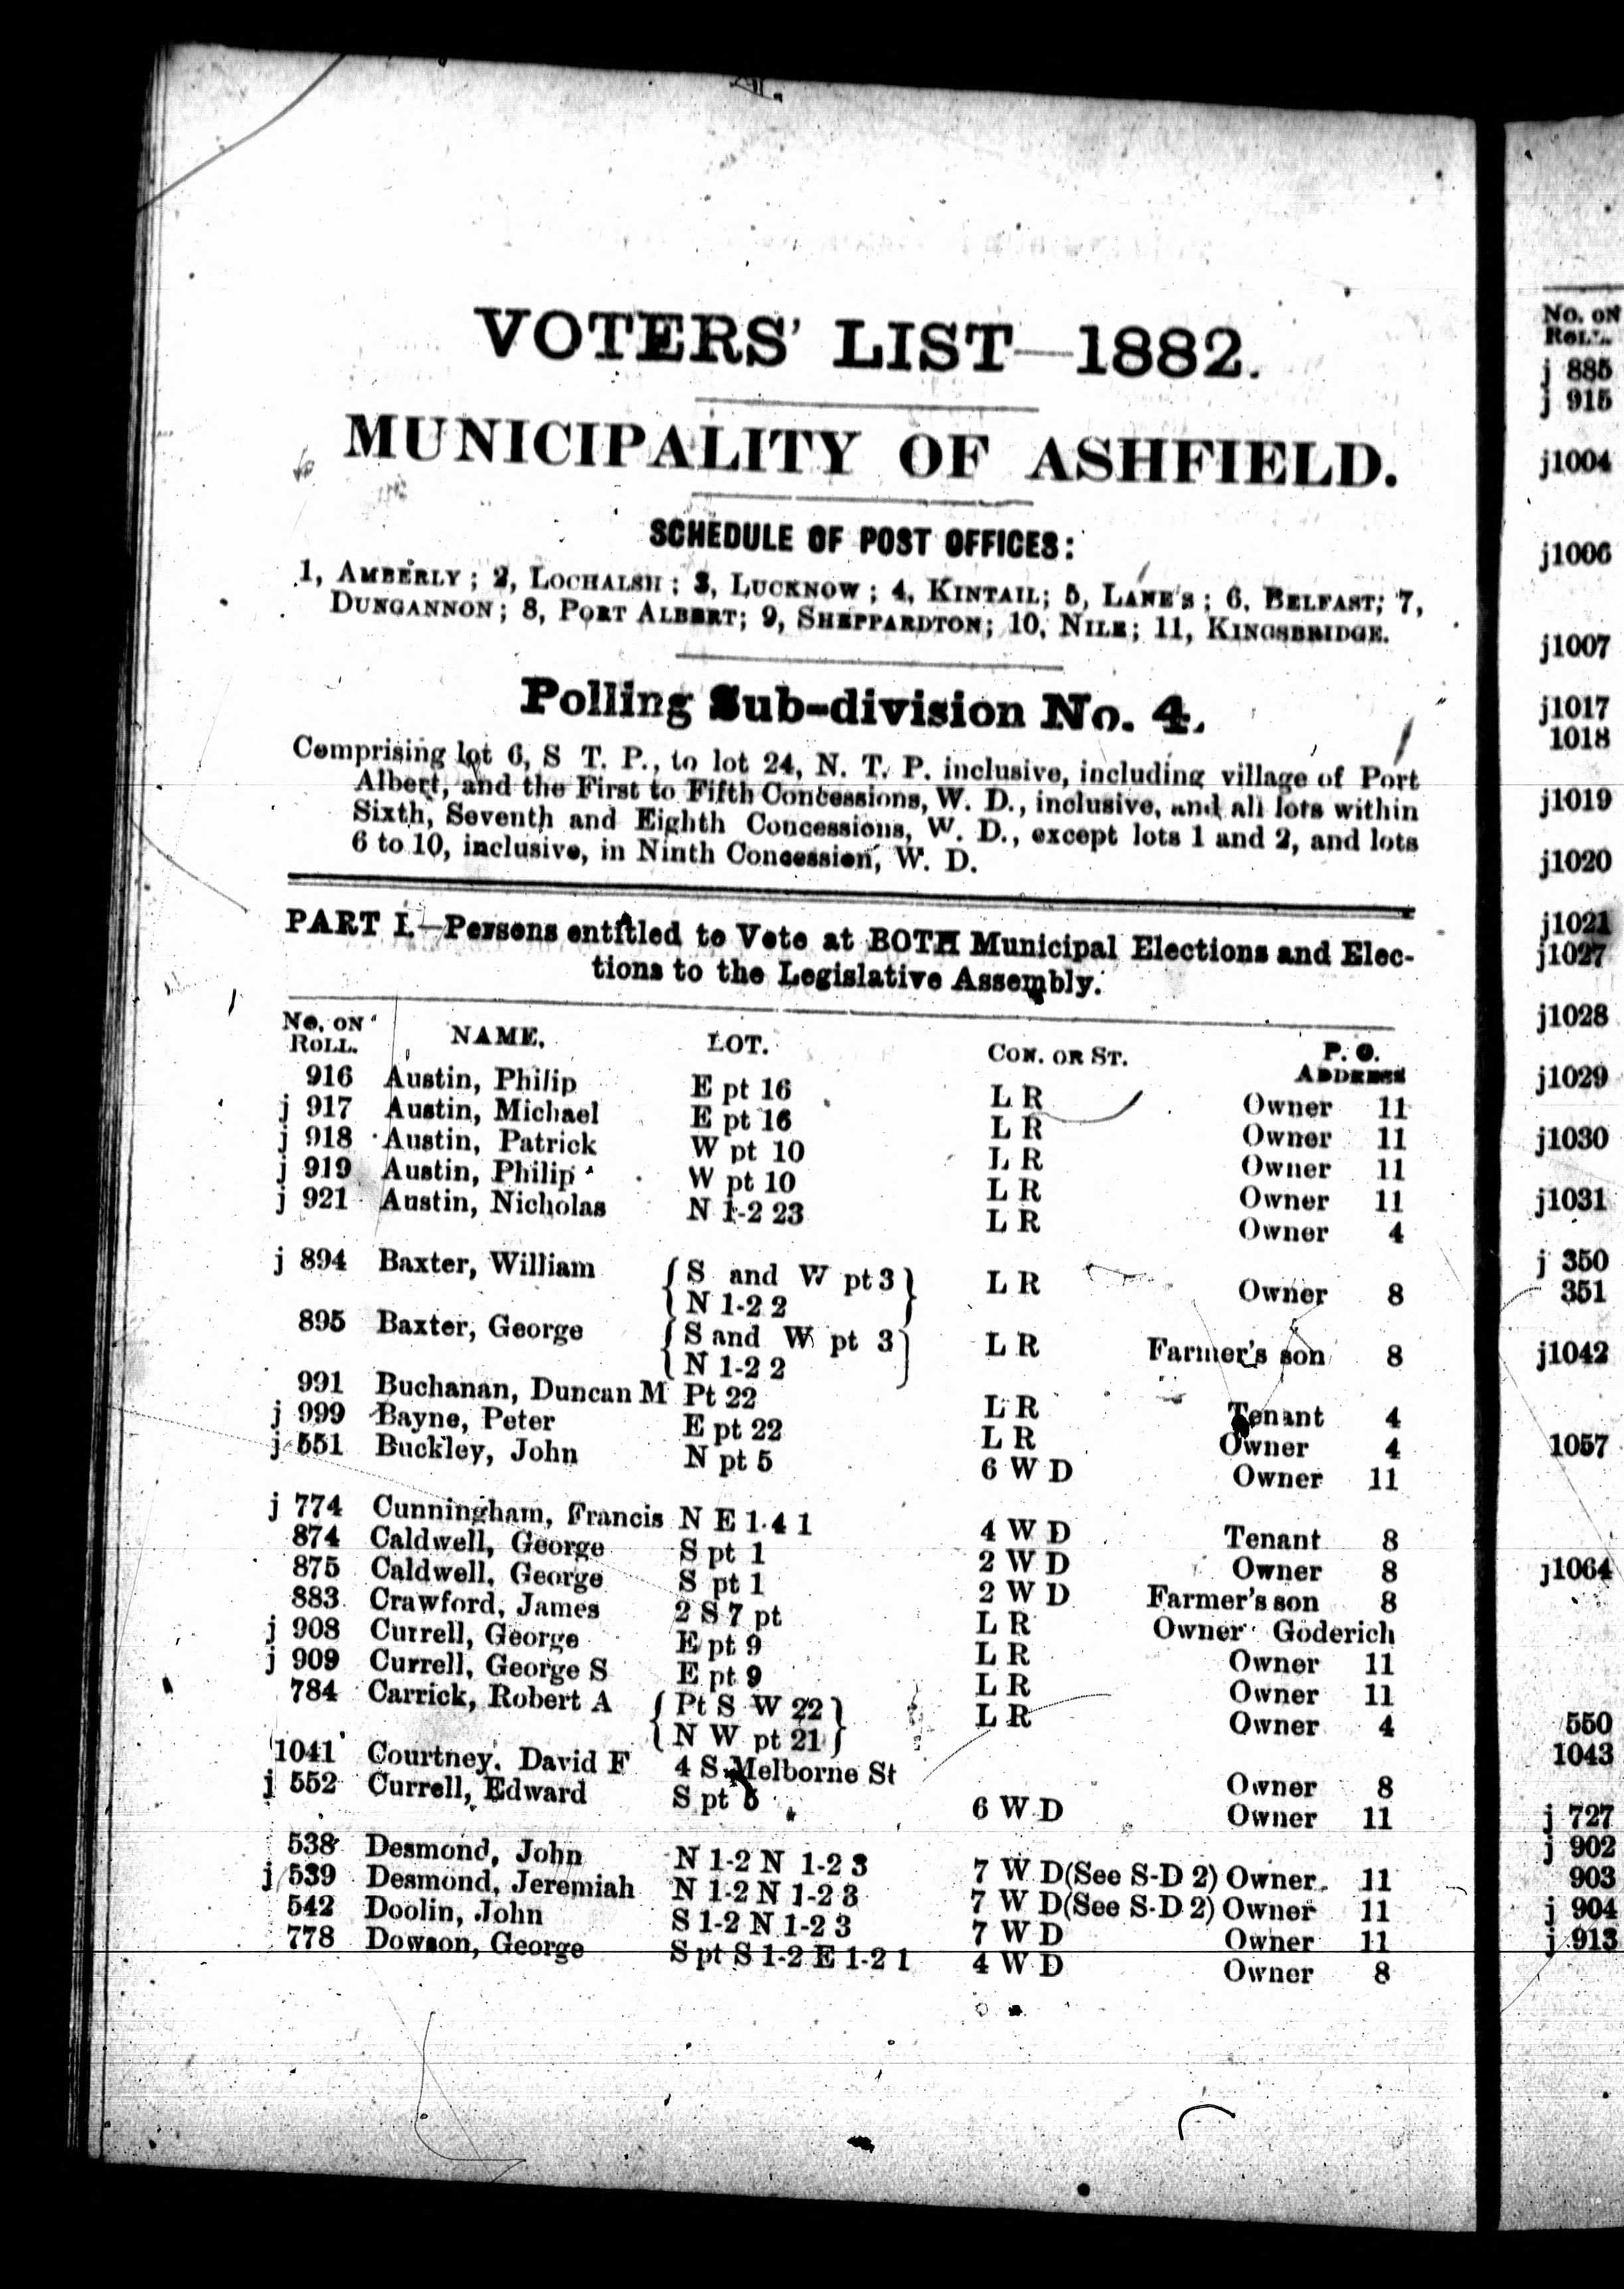 VOTERS' LIST—1882.
MUNICIPALITY OF ASHFIELD.
SCHEDULE OF POST OFFICES:
1, AMBERLY; 2, LOCHALSH; 3, LUCKNOW; 4, KINTAIL; 5, LANE'S; 6, BELFAST; 7,
DUNGANNON; 8, PORT ALBERT; 9, SHEPPARDTON; 10, NILE; 11, KINGSBRIDGE.
Polling Sub-division No. 4.
Comprising lot 6, S T. P., to lot 24, N. T. P. inclusive, including village of Port
Albert, and the First to Fifth Concessions, W. D., inclusive, and all lots within
Sixth, Seventh and Eighth Concessions, W. D., except lots 1 and 2, and lots
6 to 10, inclusive, in Ninth Concession, W. D.
PART I.—Persons entitled to Vote at BOTH Municipal Elections and Elec-
tions to the Legislative Assembly.
No. ON ROLL. NAME. LOT. CON. OR ST. P. O. ADDRESS
916 Austin, Philip E pt 16 L R Owner 11
j 917 Austin, Michael E pt 16 L R Owner 11
j 918 Austin, Patrick W pt 10 L R Owner 11
j 919 Austin, Philip W pt 10 L R Owner 11
j 921 Austin, Nicholas N 1-2 23 L R Owner 4
j 894 Baxter, William { S and W pt 3 } L R Owner 8
{ N 1-2 2 }
895 Baxter, George { S and W pt 3 } L R Farmer's son 8
{ N 1-2 2 }
991 Buchanan, Duncan M Pt 22 L R Tenant 4
j 999 Bayne, Peter E pt 22 L R Owner 4
j 551 Buckley, John N pt 5 6 W D Owner 11
j 774 Cunningham, Francis N E 1-4 1 4 W D Tenant 8
874 Caldwell, George S pt 1 2 W D Owner 8
875 Caldwell, George S pt 1 2 W D Farmer's son 8
883 Crawford, James 2 S 7 pt L R Owner Goderich
j 908 Currell, George E pt 9 L R Owner 11
j 909 Currell, George S E pt 9 L R Owner 11
784 Carrick, Robert A { Pt S W 22 } L R Owner 4
{ N W pt 21 }
1041 Courtney, David F 4 S Melborne St Owner 8
j 552 Currell, Edward S pt 5 6 W D Owner 11
538 Desmond, John N 1-2 N 1-2 3 7 W D(See S-D 2) Owner 11
j 539 Desmond, Jeremiah N 1-2 N 1-2 3 7 W D(See S-D 2) Owner 11
542 Doolin, John S 1-2 N 1-2 3 7 W D Owner 11
778 Dowson, George S pt S 1-2 E 1-2 1 4 W D Owner 8
No. ON
ROLL.
j 885
j 915
j1004
j1006
j1007
j1017
1018
j1019
j1020
j1021
j1027
j1028
j1029
j1030
j1031
j 350
351
j1042
1057
j1064
550
1043
j 727
j 902
903
j 904
j 913